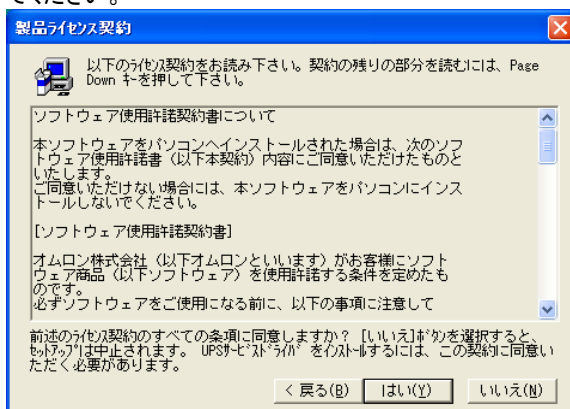 てください。
製品ライセンス契約
以下のライセンス契約をお読み下さい。契約の残りの部分を読むには、Page
Down キーを押して下さい。
ソフトウェア使用許諾契約書について
本ソフトウェアをパソコンへインストールされた場合は、次のソフ
トウェア使用許諾書（以下本契約）内容にご同意いただけたものと
いたします。
ご同意いただけない場合には、本ソフトウェアをパソコンにインス
トールしないでください。
[ソフトウェア使用許諾契約書]
オムロン株式会社（以下オムロンといいます）がお客様にソフト
ウェア商品（以下ソフトウェア）を使用許諾する条件を定めたも
のです。
必ずソフトウェアをご使用になる前に、以下の事項に注意して
前述のﾗｲｾﾝｽ契約のすべての条項に同意しますか？ [いいえ]ﾎﾞﾀﾝを選択すると、
ｾｯﾄｱｯﾌﾟは中止されます。 UPSｻｰﾋﾞｽﾄﾞﾗｲﾊﾞ をｲﾝｽﾄｰﾙするには、この契約に同意い
ただく必要があります。
< 戻る(B)
はい(Y)
いいえ(N)